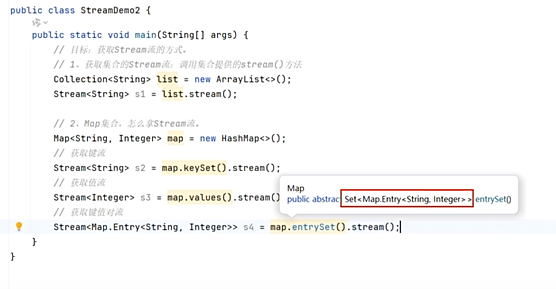 public class StreamDemo2 {
public static void main(String[] args) {
// 目标：获取Stream流的方式。
// 1、获取集合的Stream流：调用集合提供的stream()方法
Collection<String> list = new ArrayList<>();
Stream<String> s1 = list.stream();
// 2、Map集合，怎么拿Stream流。
Map<String, Integer> map = new HashMap<>();
// 获取键流
Stream<String> s2 = map.keySet().stream();
// 获取值流
Stream<Integer> s3 = map.values().stream()
// 获取键值对流
Stream<Map.Entry<String, Integer>> s4 = map.entrySet().stream();
}
}
Map
public abstract Set<Map.Entry<String, Integer>> entrySet()